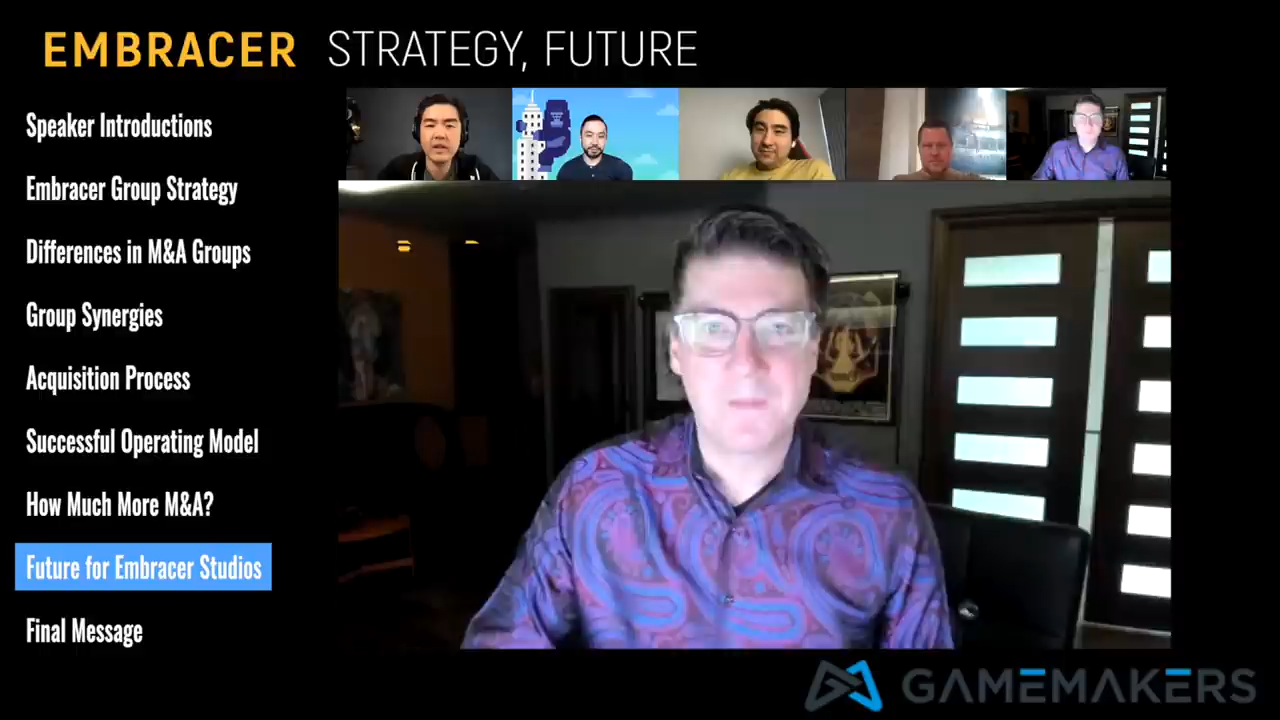 EMBRACER STRATEGY, FUTURE
Speaker Introductions
Embracer Group Strategy
Differences in M&A Groups
Group Synergies
Acquisition Process
Successful Operating Model
How Much More M&A?
Future for Embracer Studios
Final Message
GAMEMAKERS